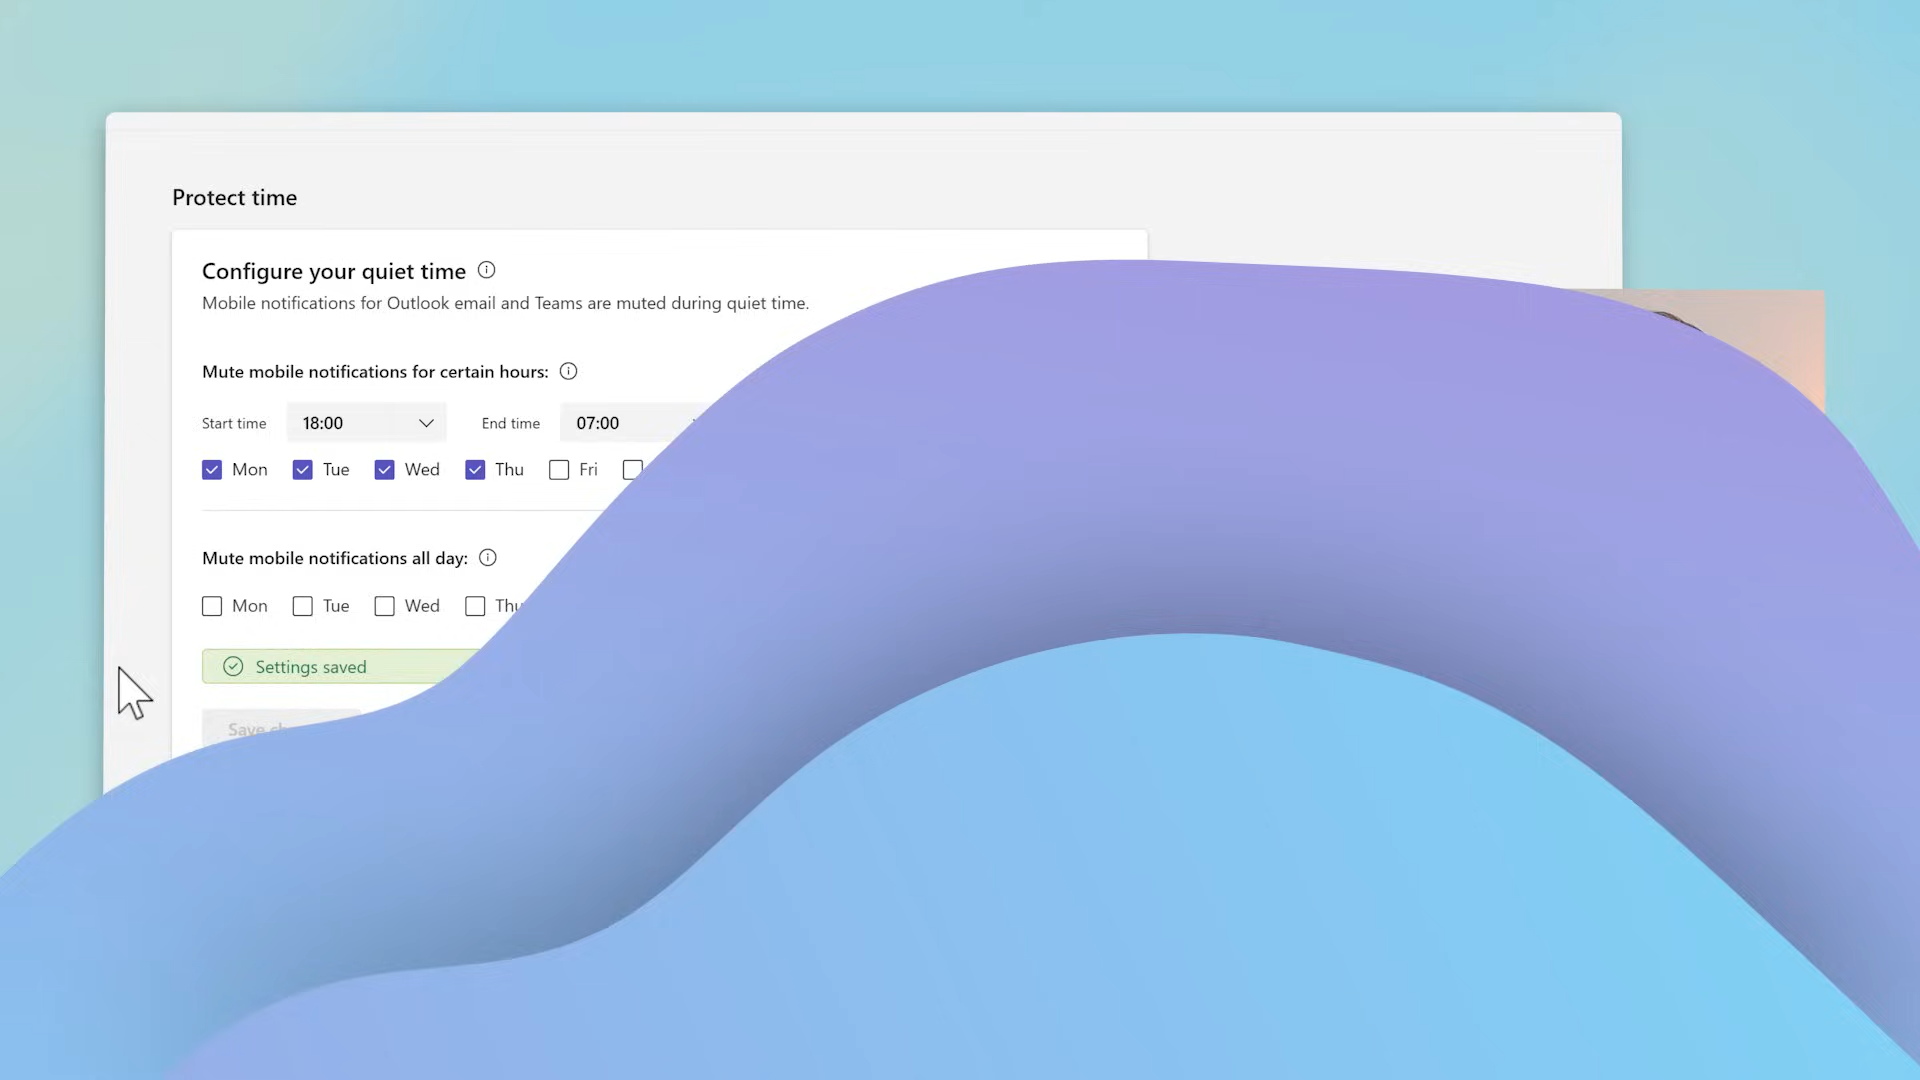 Protect time
Configure your quiet time
Mobile notifications for Outlook email and Teams are muted during quiet time.
Mute mobile notifications for certain hours:
Start time 18:00 End time 07:00
Mon Tue Wed Thu Fri
Mute mobile notifications all day:
Mon Tue Wed Thu
Settings saved
Save